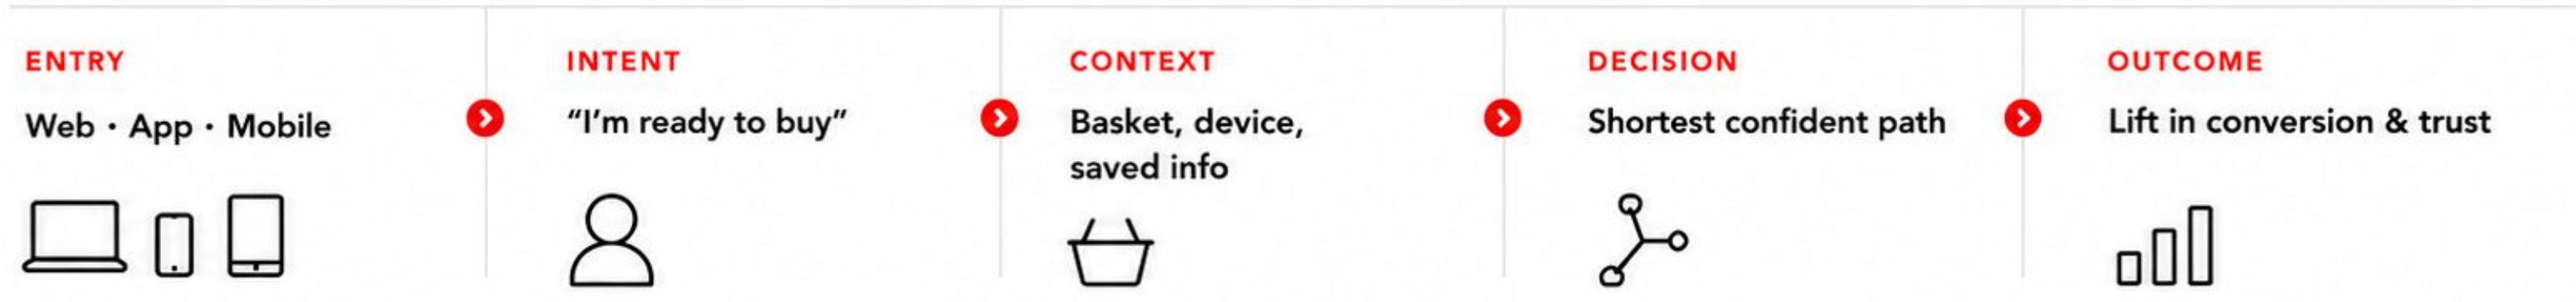 ENTRY
Web · App · Mobile
INTENT
“I’m ready to buy”
CONTEXT
Basket, device,
saved info
DECISION
Shortest confident path
OUTCOME
Lift in conversion & trust